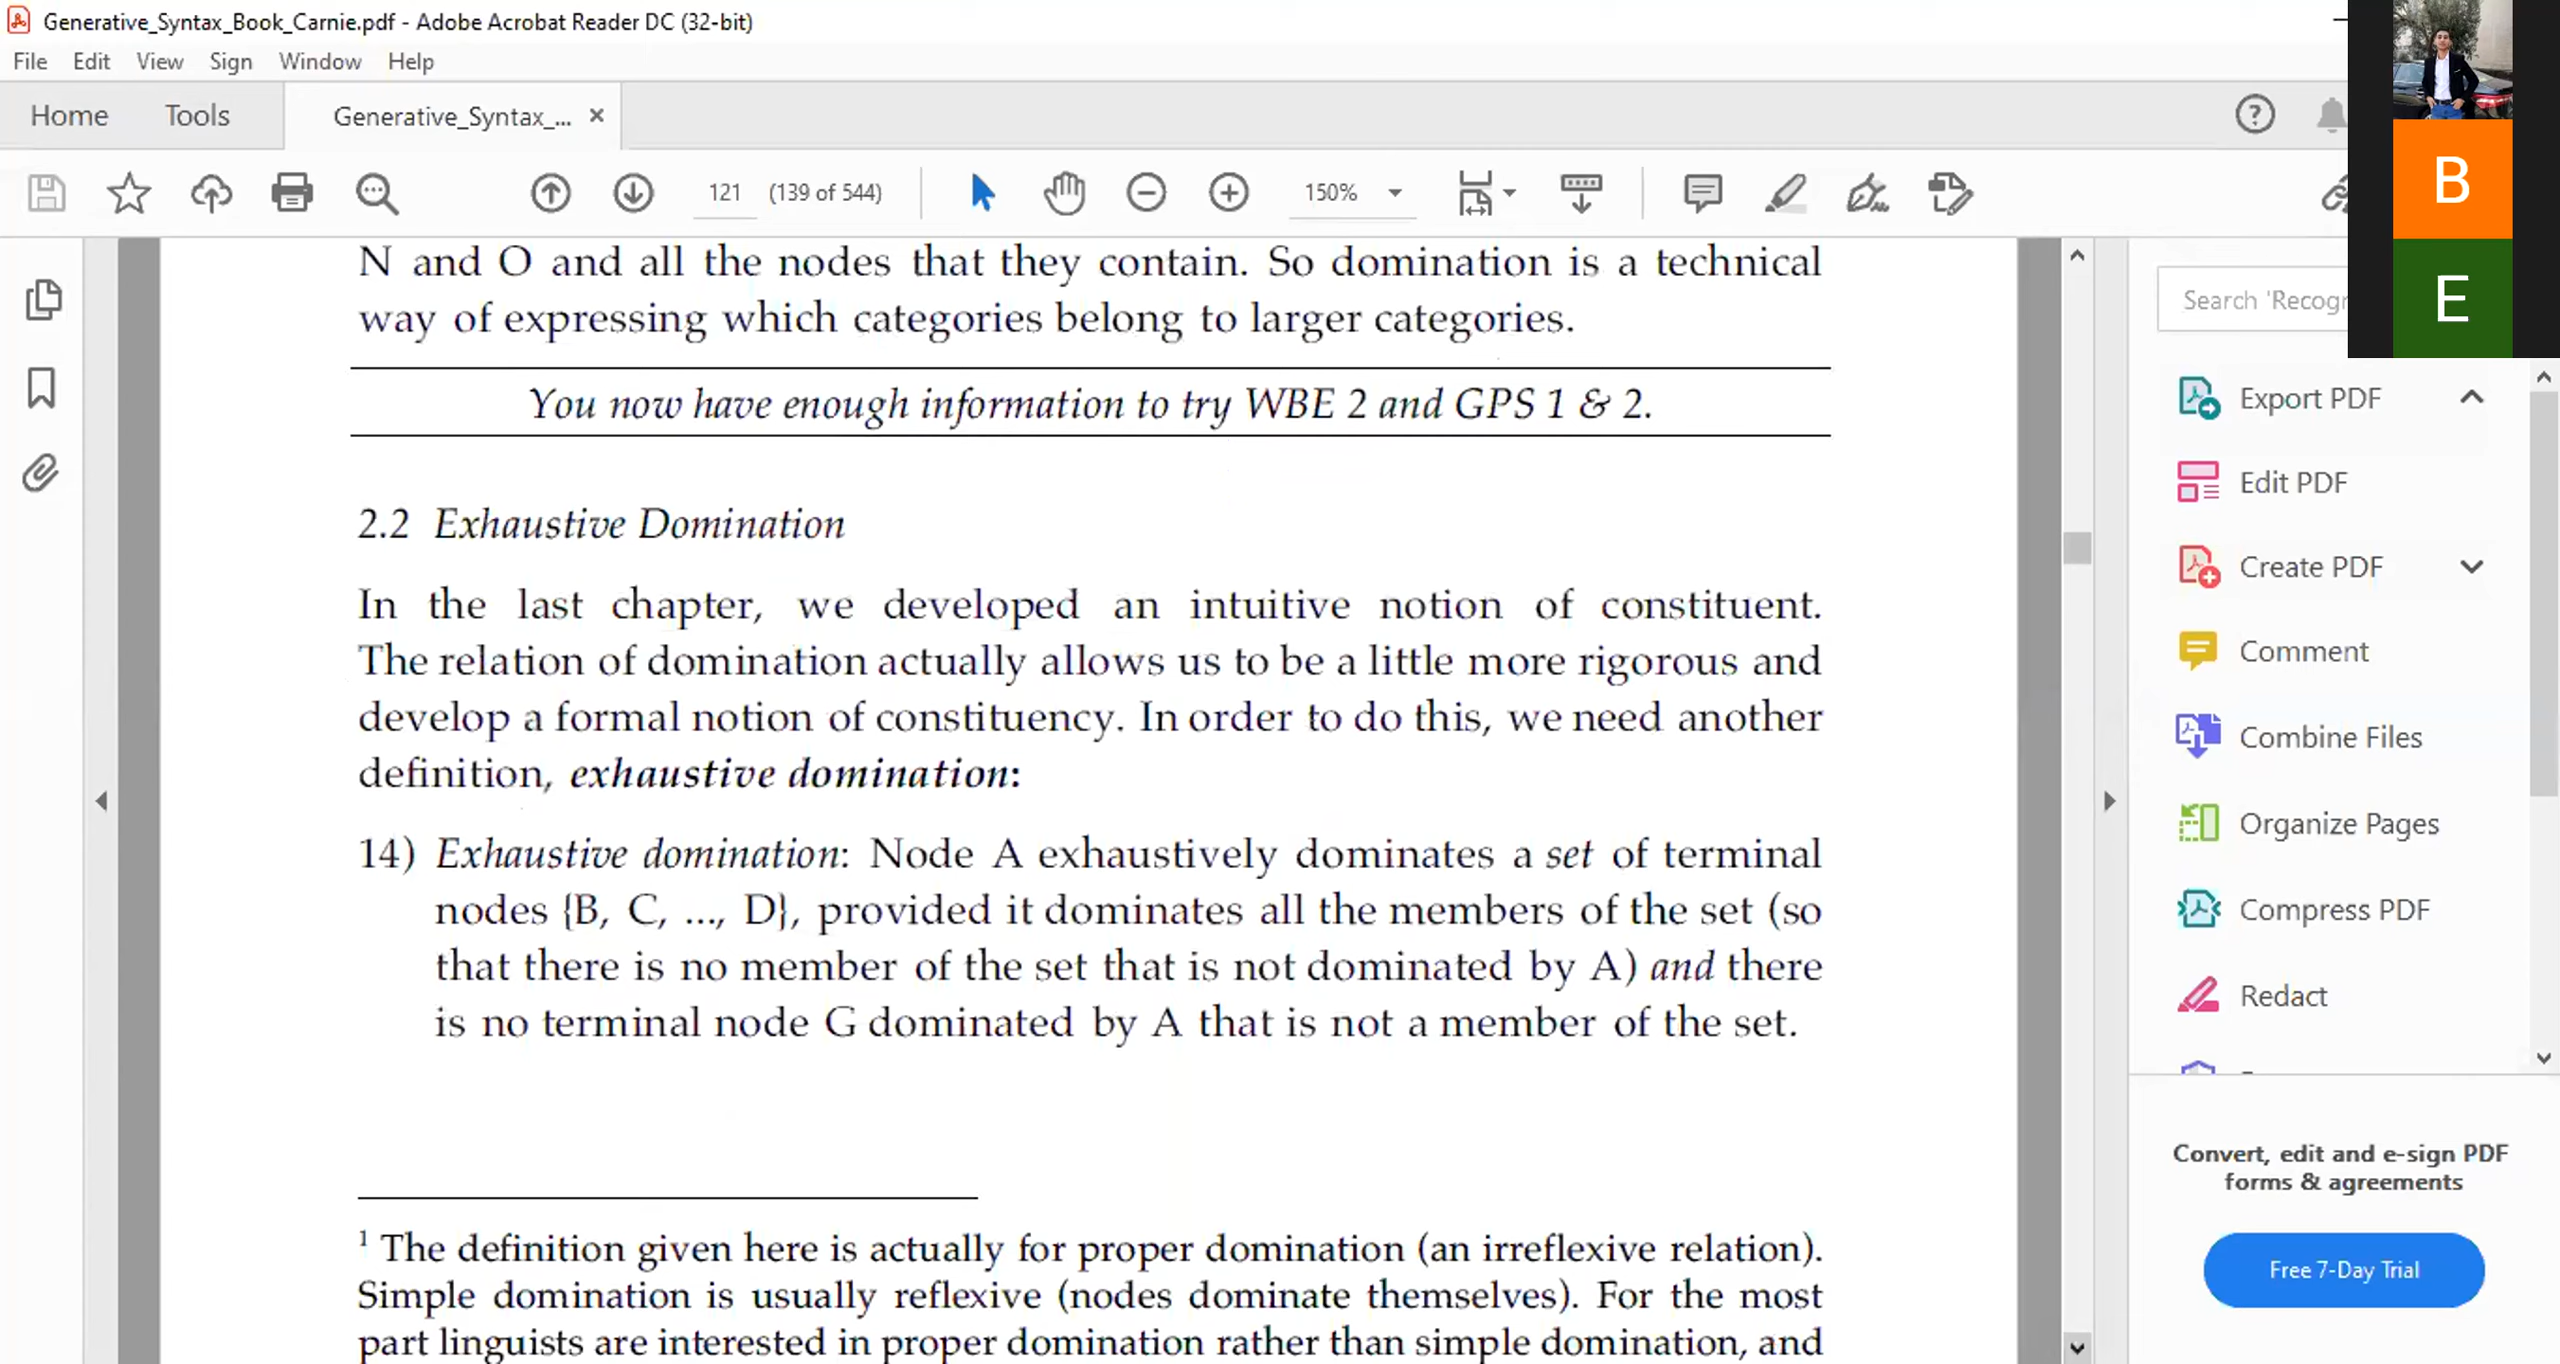 Generative_Syntax_Book_Carnie.pdf - Adobe Acrobat Reader DC (32-bit)
File Edit View Sign Window Help
Home Tools Generative_Syntax_... ×
121 (139 of 544) 150%
B
E
N and O and all the nodes that they contain. So domination is a technical
way of expressing which categories belong to larger categories.
You now have enough information to try WBE 2 and GPS 1 & 2.
2.2 Exhaustive Domination
In the last chapter, we developed an intuitive notion of constituent.
The relation of domination actually allows us to be a little more rigorous and
develop a formal notion of constituency. In order to do this, we need another
definition, exhaustive domination:
14) Exhaustive domination: Node A exhaustively dominates a set of terminal
nodes {B, C, ..., D}, provided it dominates all the members of the set (so
that there is no member of the set that is not dominated by A) and there
is no terminal node G dominated by A that is not a member of the set.
1 The definition given here is actually for proper domination (an irreflexive relation).
Simple domination is usually reflexive (nodes dominate themselves). For the most
part linguists are interested in proper domination rather than simple domination, and
Search 'Recogr
Export PDF
Edit PDF
Create PDF
Comment
Combine Files
Organize Pages
Compress PDF
Redact
Convert, edit and e-sign PDF
forms & agreements
Free 7-Day Trial